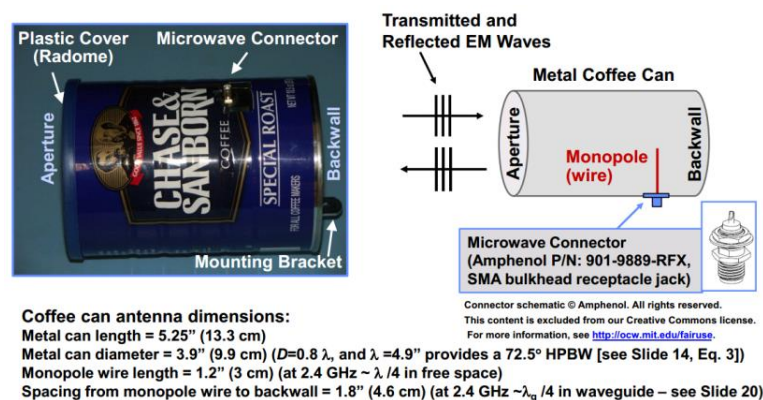 Plastic Cover
(Radome)
Microwave Connector
Aperture
CHASE &
SANBORN
COFFEE
SPECIAL ROAST
FOR ALL COFFEE MAKERS
Backwall
Mounting Bracket
Transmitted and
Reflected EM Waves
Metal Coffee Can
Aperture
Monopole
(wire)
Backwall
Microwave Connector
(Amphenol P/N: 901-9889-RFX,
SMA bulkhead receptacle jack)
Connector schematic © Amphenol. All rights reserved.
This content is excluded from our Creative Commons license.
For more information, see http://ocw.mit.edu/fairuse.
Coffee can antenna dimensions:
Metal can length = 5.25” (13.3 cm)
Metal can diameter = 3.9” (9.9 cm) (D=0.8 λ, and λ =4.9” provides a 72.5° HPBW [see Slide 14, Eq. 3])
Monopole wire length = 1.2” (3 cm) (at 2.4 GHz ~ λ /4 in free space)
Spacing from monopole wire to backwall = 1.8” (4.6 cm) (at 2.4 GHz ~λg /4 in waveguide – see Slide 20)